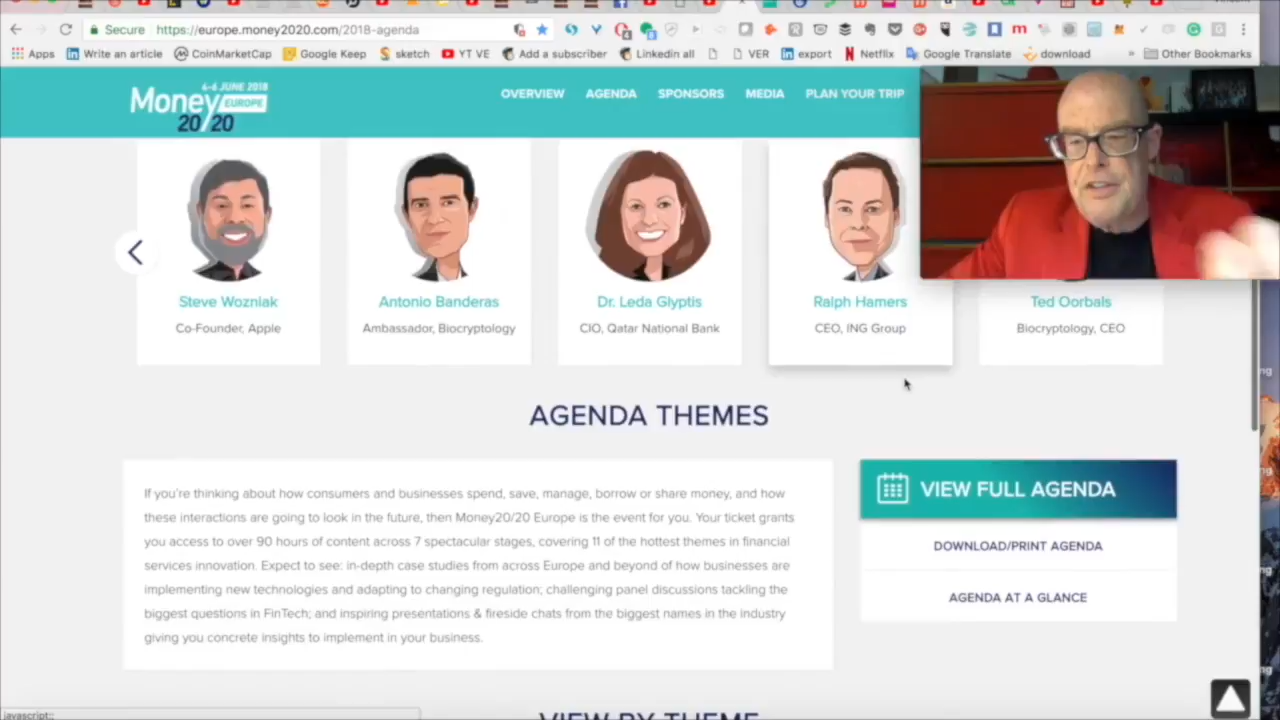 Secure
https://europe.money2020.com/2018-agenda
Apps
Write an article
CoinMarketCap
Google Keep
sketch
YT VE
Add a subscriber
Linkedin all
VER
export
Netflix
Google Translate
download
»
Other Bookmarks
4-6 JUNE 2018
Money
EUROPE
20/20
OVERVIEW
AGENDA
SPONSORS
MEDIA
PLAN YOUR TRIP
Steve Wozniak
Co-Founder, Apple
Antonio Banderas
Ambassador, Biocryptology
Dr. Leda Glyptis
CIO, Qatar National Bank
Ralph Hamers
CEO, ING Group
Ted Oorbals
Biocryptology, CEO
AGENDA THEMES
If you're thinking about how consumers and businesses spend, save, manage, borrow or share money, and how
these interactions are going to look in the future, then Money20/20 Europe is the event for you. Your ticket grants
you access to over 90 hours of content across 7 spectacular stages, covering 11 of the hottest themes in financial
services innovation. Expect to see: in-depth case studies from across Europe and beyond of how businesses are
implementing new technologies and adapting to changing regulation; challenging panel discussions tackling the
biggest questions in FinTech; and inspiring presentations & fireside chats from the biggest names in the industry
giving you concrete insights to implement in your business.
VIEW FULL AGENDA
DOWNLOAD/PRINT AGENDA
AGENDA AT A GLANCE
VIEW BY THEME
javascript:;